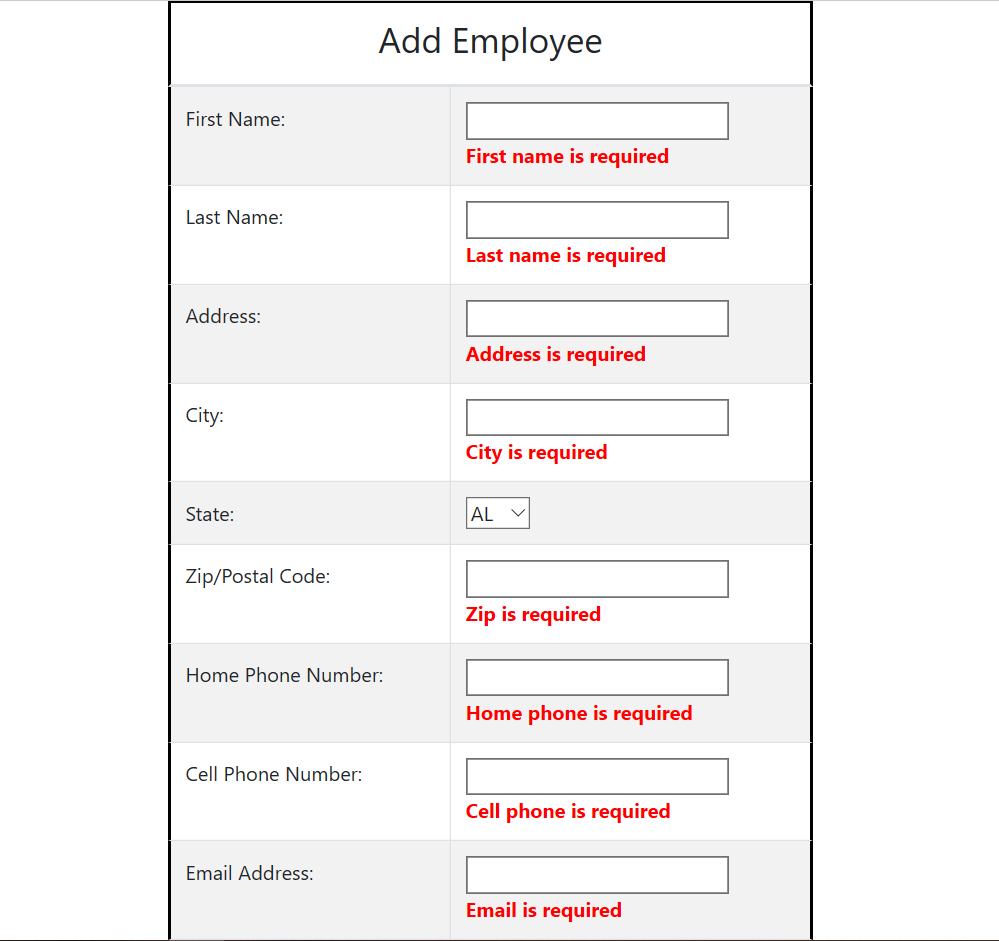 Add Employee
First Name:
First name is required
Last Name:
Last name is required
Address:
Address is required
City:
City is required
State:
AL
Zip/Postal Code:
Zip is required
Home Phone Number:
Home phone is required
Cell Phone Number:
Cell phone is required
Email Address:
Email is required